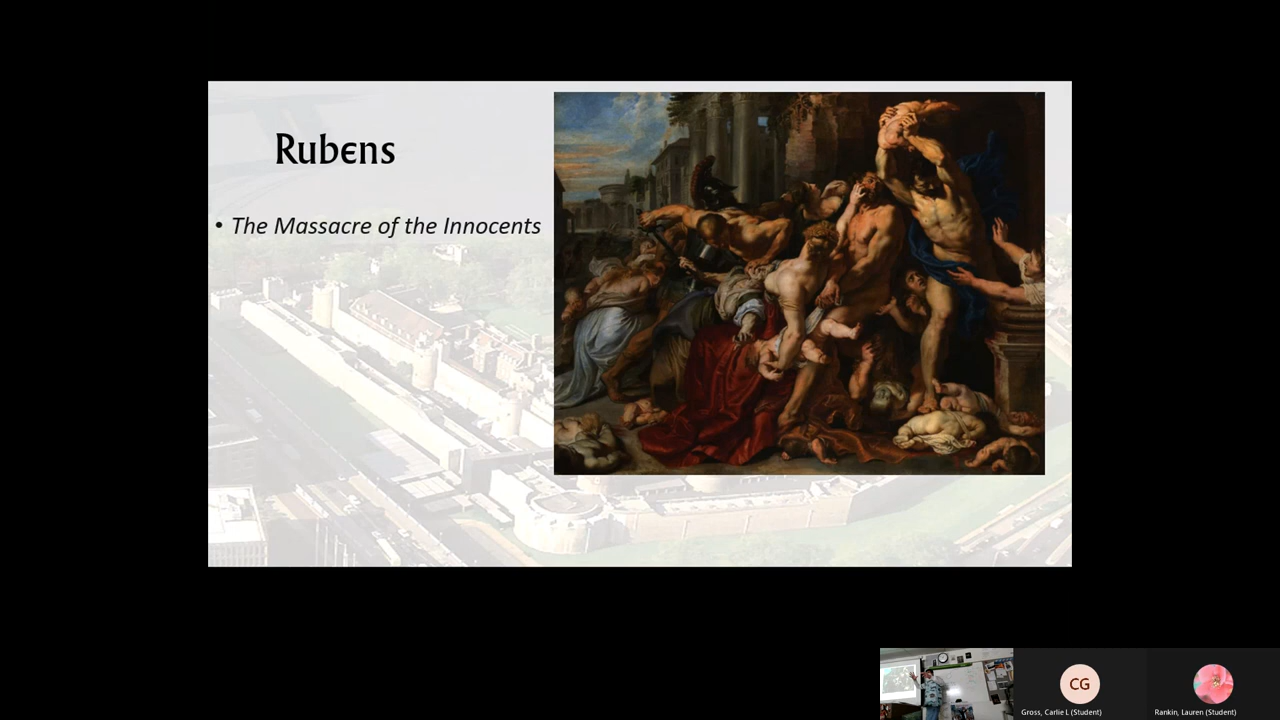 Rubens
• The Massacre of the Innocents
CG
Gross, Carlie L (Student)
Rankin, Lauren (Student)